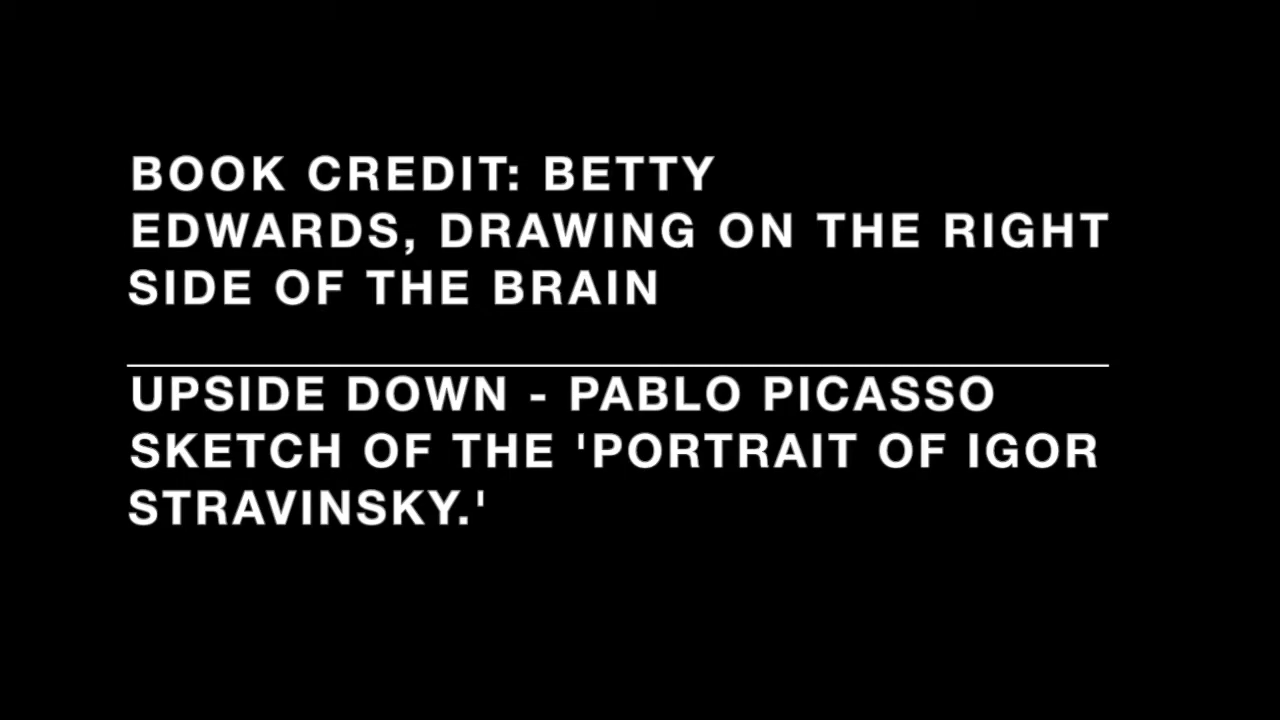 BOOK CREDIT: BETTY
EDWARDS, DRAWING ON THE RIGHT
SIDE OF THE BRAIN
UPSIDE DOWN - PABLO PICASSO
SKETCH OF THE 'PORTRAIT OF IGOR
STRAVINSKY.'